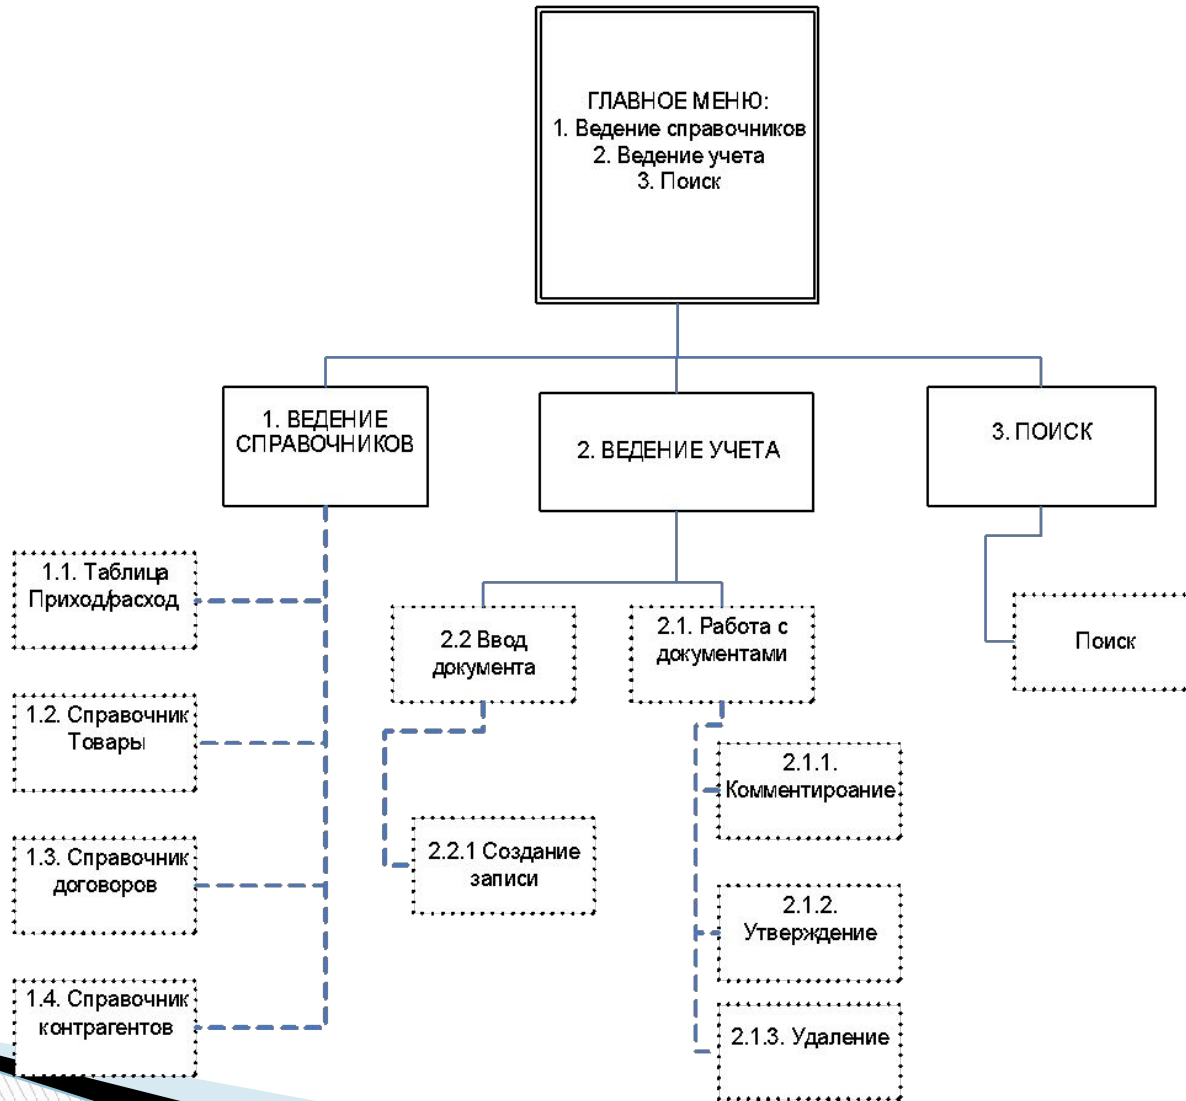 ГЛАВНОЕ МЕНЮ:
1. Ведение справочников
2. Ведение учета
3. Поиск
1. ВЕДЕНИЕ
СПРАВОЧНИКОВ
2. ВЕДЕНИЕ УЧЕТА
3. ПОИСК
1.1. Таблица
Приход/расход
1.2. Справочник
Товары
1.3. Справочник
договоров
1.4. Справочник
контрагентов
2.2 Ввод
документа
2.2.1 Создание
записи
2.1. Работа с
документами
2.1.1.
Комментироание
2.1.2.
Утверждение
2.1.3. Удаление
Поиск